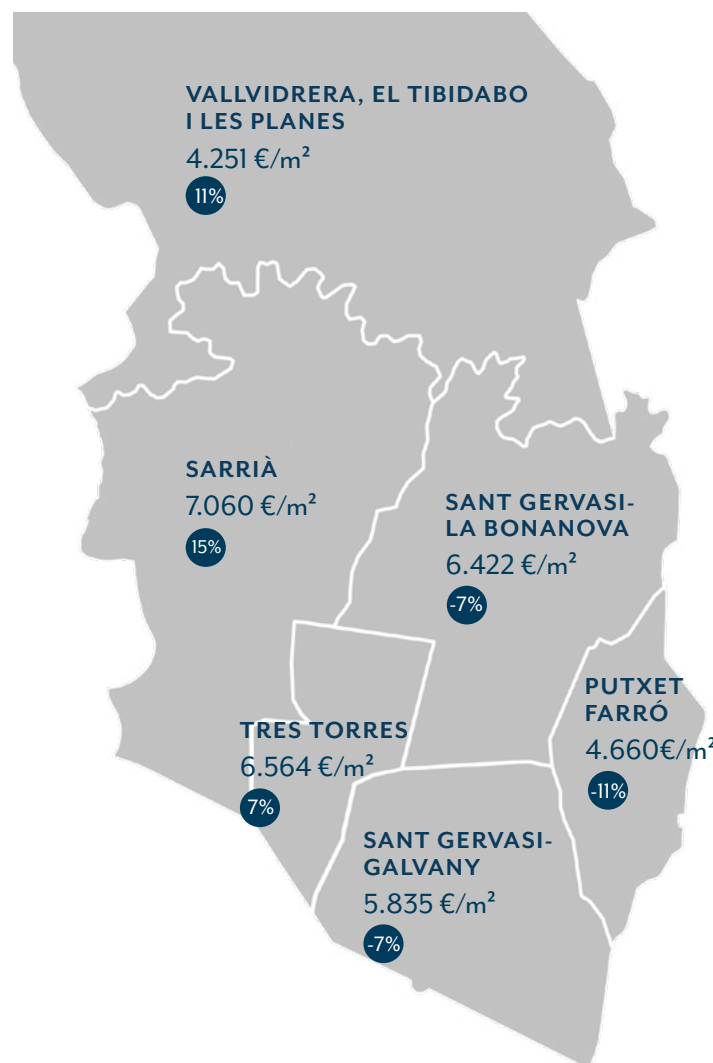 VALLVIDRERA, EL TIBIDABO
I LES PLANES
4.251 €/m²
11%
SARRIÀ
7.060 €/m²
15%
SANT GERVASI-
LA BONANOVA
6.422 €/m²
-7%
PUTXET
FARRÓ
4.660€/m²
-11%
TRES TORRES
6.564 €/m²
7%
SANT GERVASI-
GALVANY
5.835 €/m²
-7%